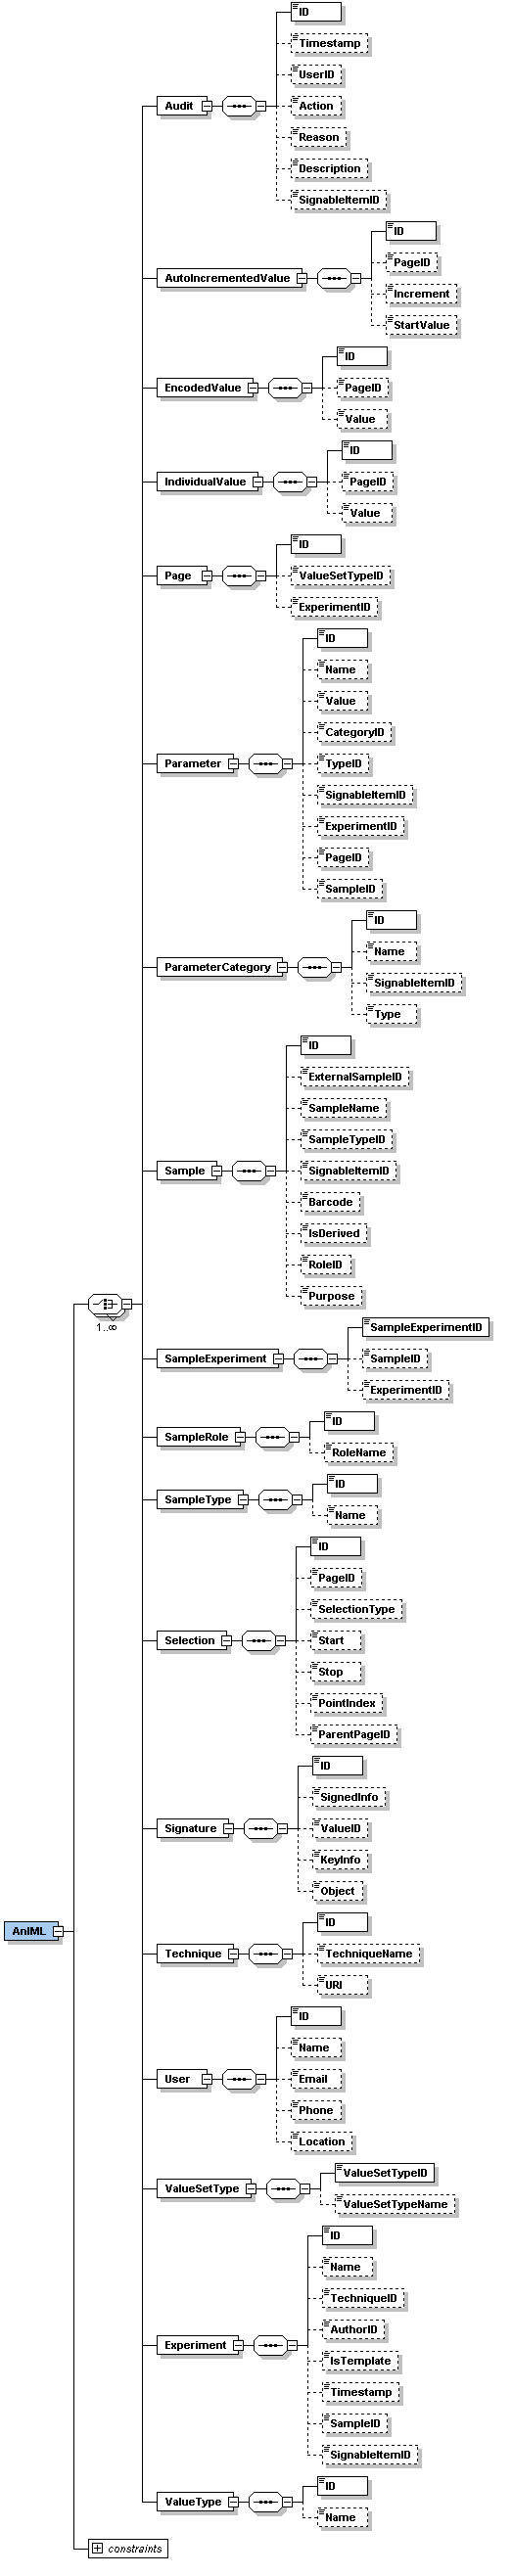 ID
Timestamp
UserID
Audit
Action
Reason
Description
SignableItemID
ID
PageID
AutoIncrementedValue
Increment
StartValue
ID
EncodedValue
PageID
Value
ID
IndividualValue
PageID
Value
ID
Page
ValueSetTypeID
ExperimentID
ID
Name
Value
CategoryID
Parameter
TypeID
SignableItemID
ExperimentID
PageID
SampleID
ID
Name
ParameterCategory
SignableItemID
Type
ID
ExternalSampleID
SampleName
SampleTypeID
Sample
SignableItemID
Barcode
IsDerived
RoleID
Purpose
1..∞
SampleExperimentID
SampleExperiment
SampleID
ExperimentID
ID
SampleRole
RoleName
ID
SampleType
Name
ID
PageID
SelectionType
Selection
Start
Stop
PointIndex
ParentPageID
ID
SignedInfo
Signature
ValueID
KeyInfo
Object
AnIML
ID
Technique
TechniqueName
URI
ID
Name
User
Email
Phone
Location
ValueSetTypeID
ValueSetType
ValueSetTypeName
ID
Name
TechniqueID
AuthorID
Experiment
IsTemplate
Timestamp
SampleID
SignableItemID
ID
ValueType
Name
constraints